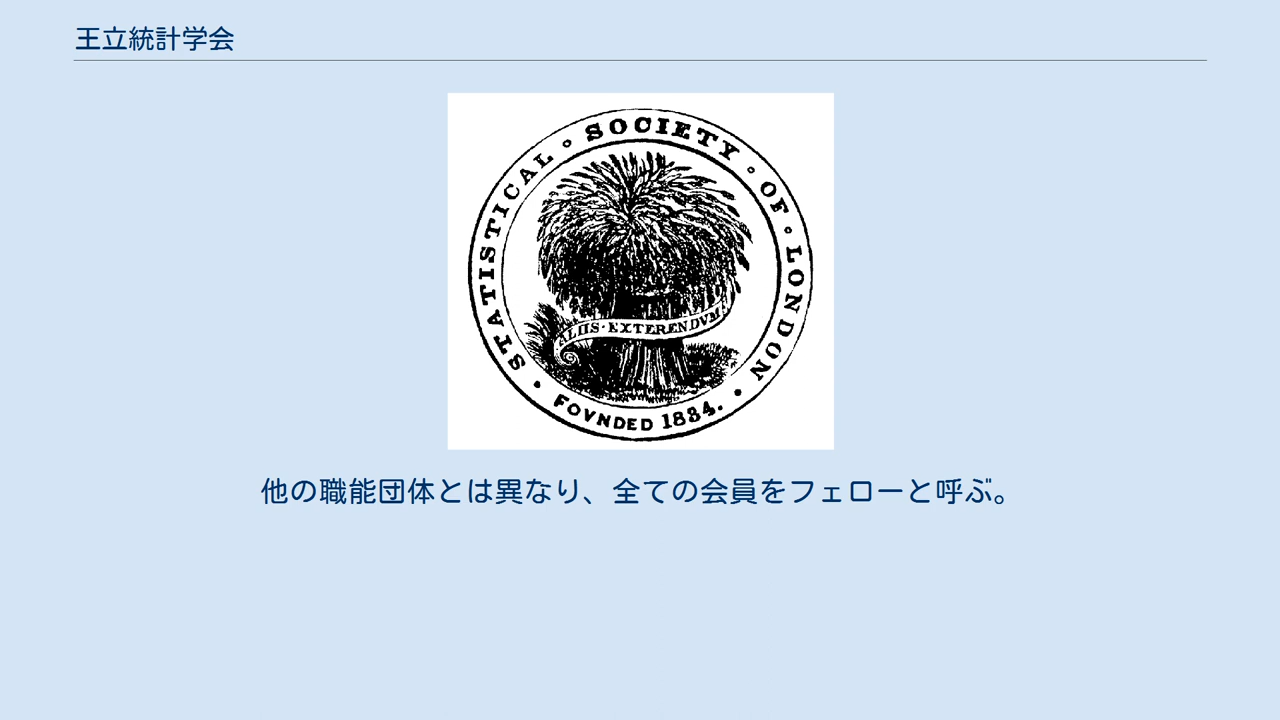 王立統計学会
STATISTICAL ◦ SOCIETY ◦ OF ◦ LONDON
ALIIS · EXTERENDVM
• FOVNDED 1834. •
他の職能団体とは異なり、全ての会員をフェローと呼ぶ。